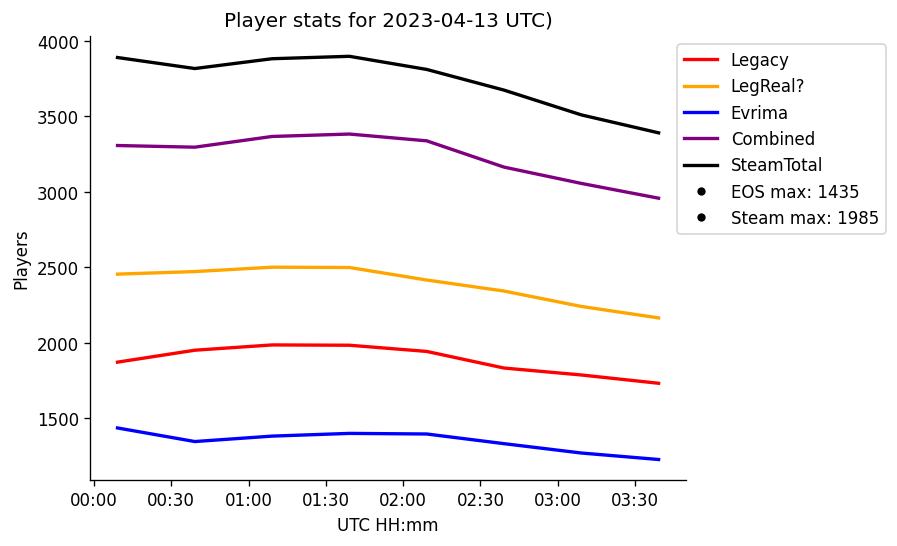 Player stats for 2023-04-13 UTC)
4000
3500
3000
2500
2000
1500
Players
00:00 00:30 01:00 01:30 02:00 02:30 03:00 03:30
UTC HH:mm
Legacy
LegReal?
Evrima
Combined
SteamTotal
EOS max: 1435
Steam max: 1985